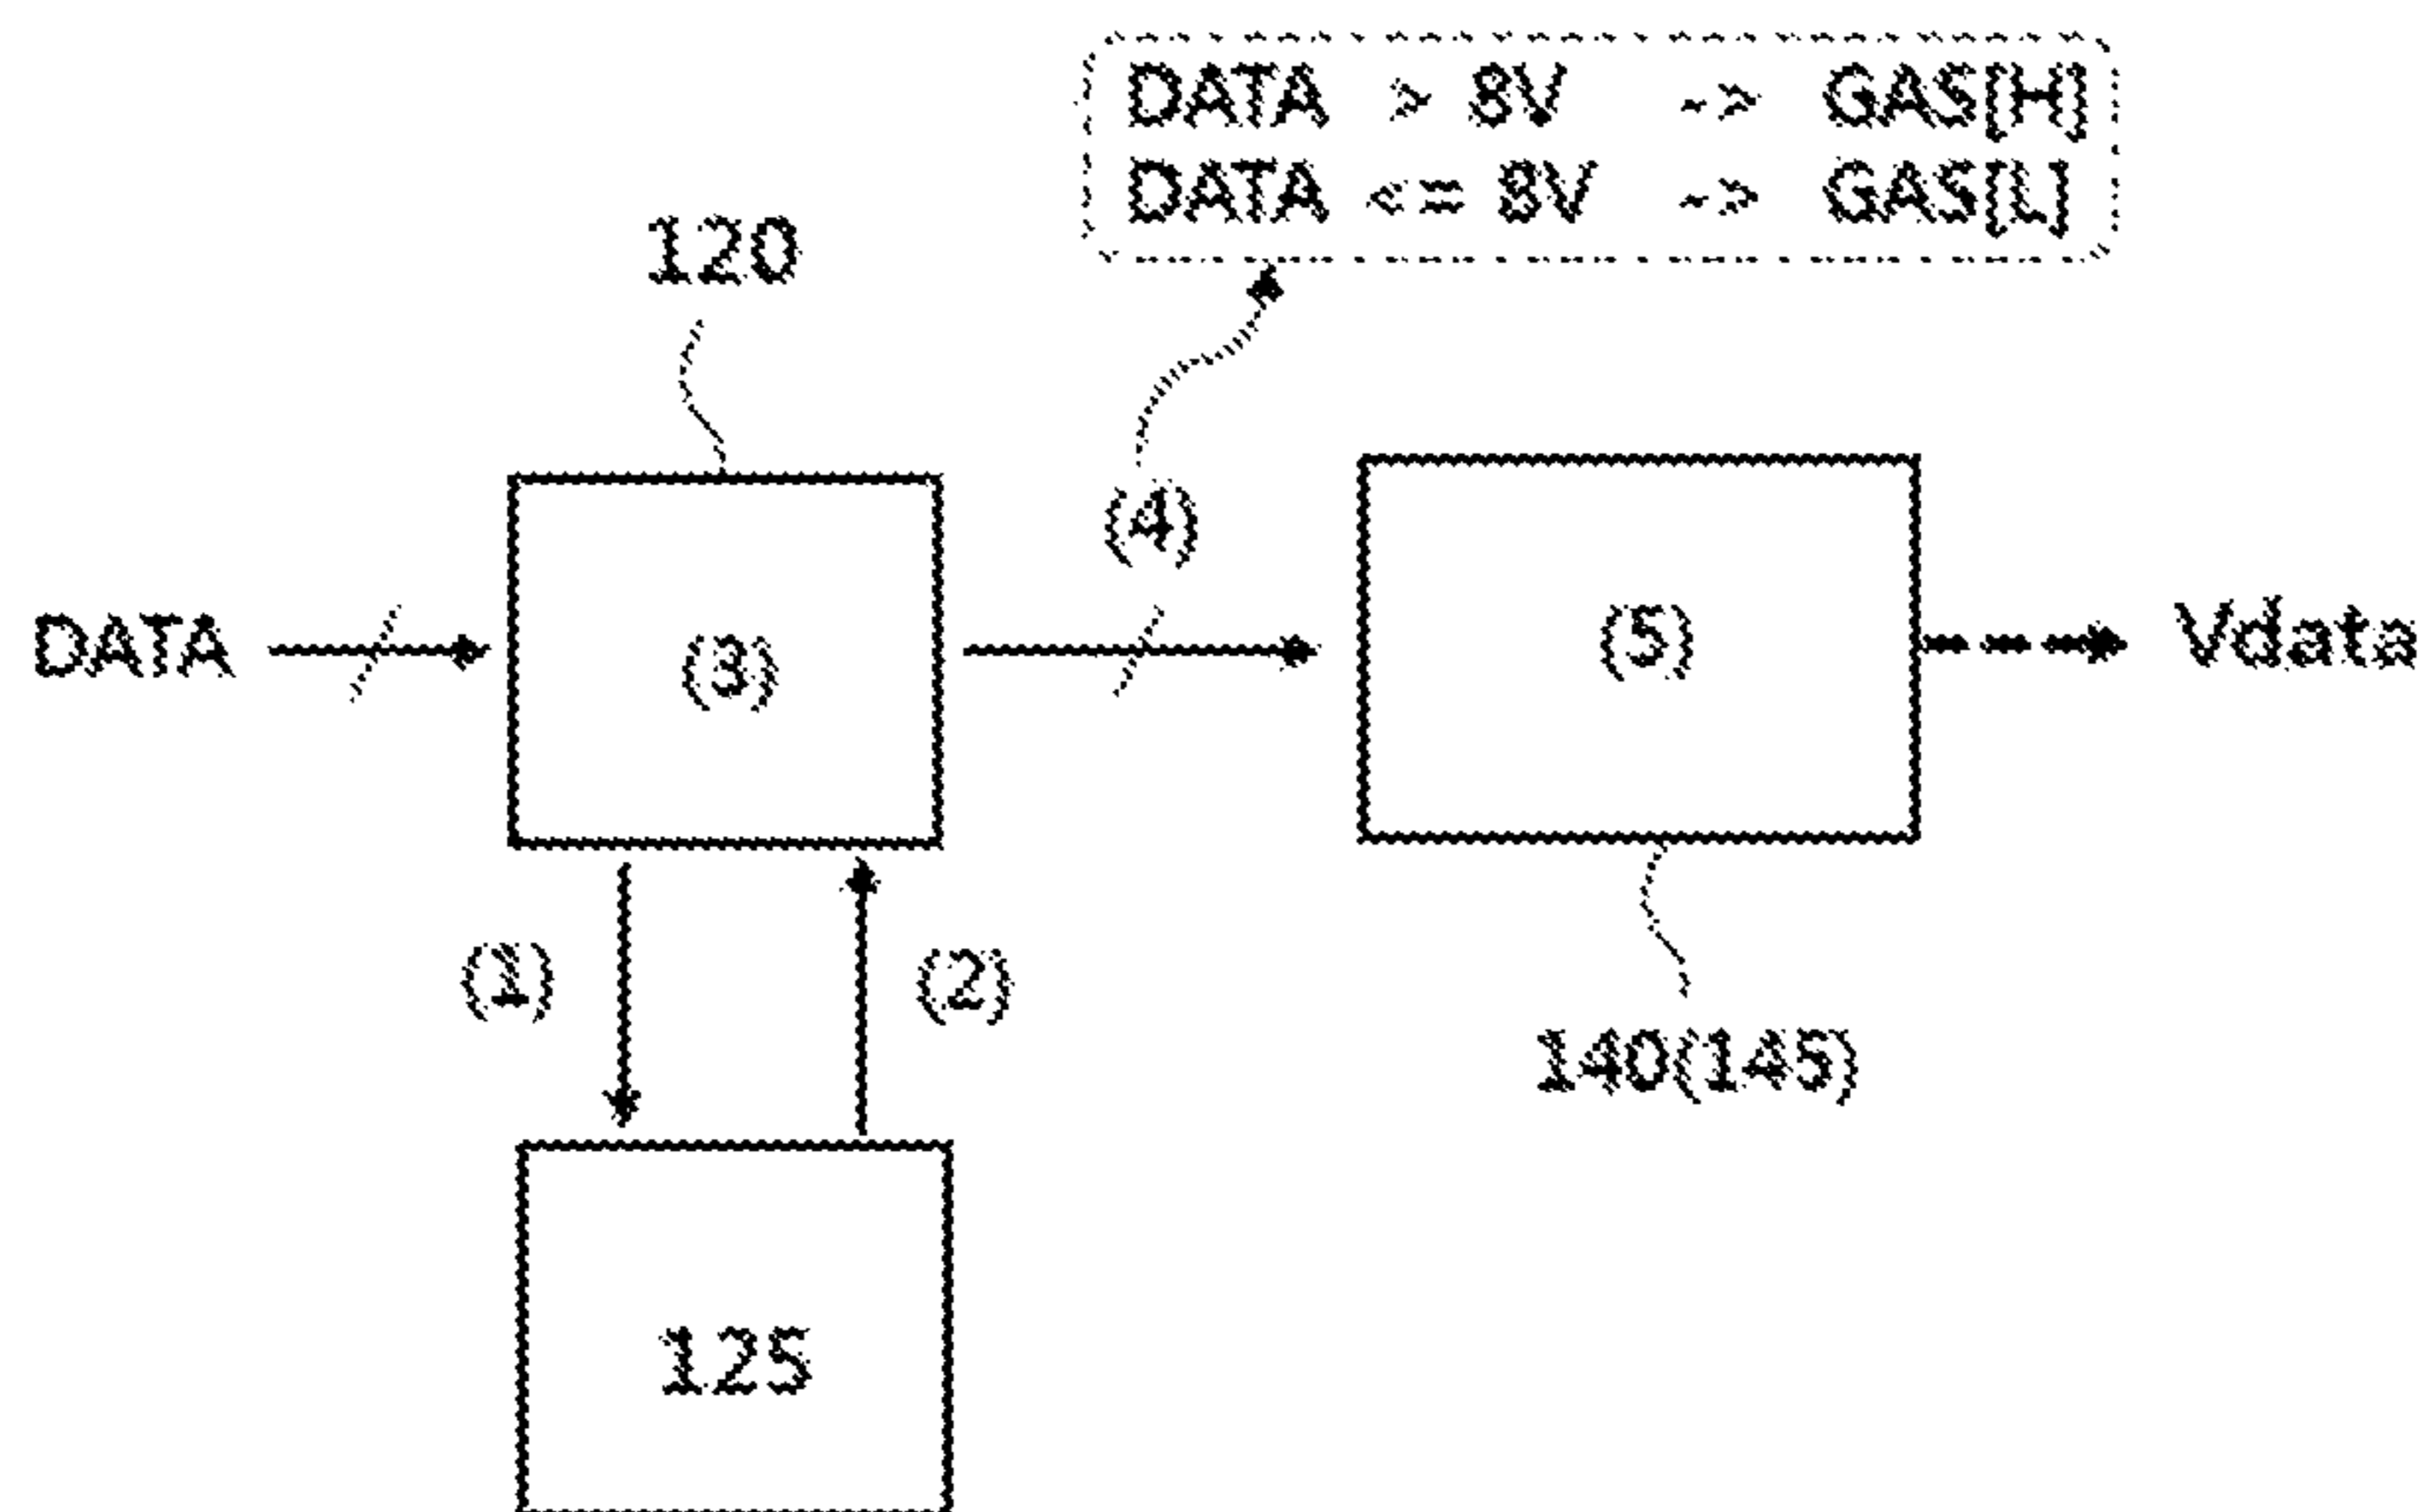 DATA > 8V -> GAS[H]
DATA <= 8V -> GAS[L]
120
(4)
DATA
(3)
(5)
Vdata
(1)
(2)
140(145)
125